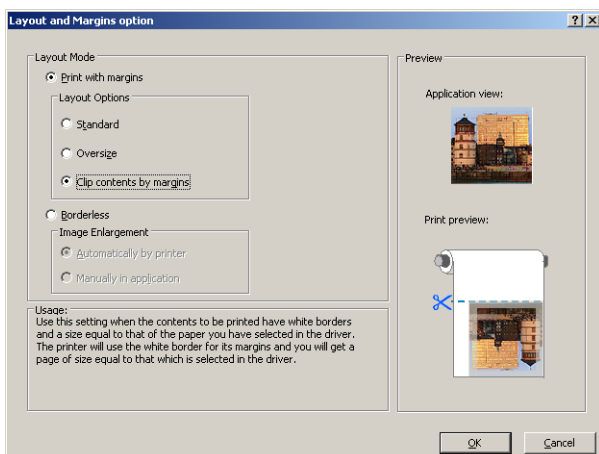 Layout and Margins option
Layout Mode
Print with margins
Layout Options
Standard
Oversize
Clip contents by margins
Borderless
Image Enlargement
Automatically by printer
Manually in application
Usage:
Use this setting when the contents to be printed have white borders
and a size equal to that of the paper you have selected in the driver.
The printer will use the white border for its margins and you will get a
page of size equal to that which is selected in the driver.
Preview
Application view:
Print preview:
OK
Cancel